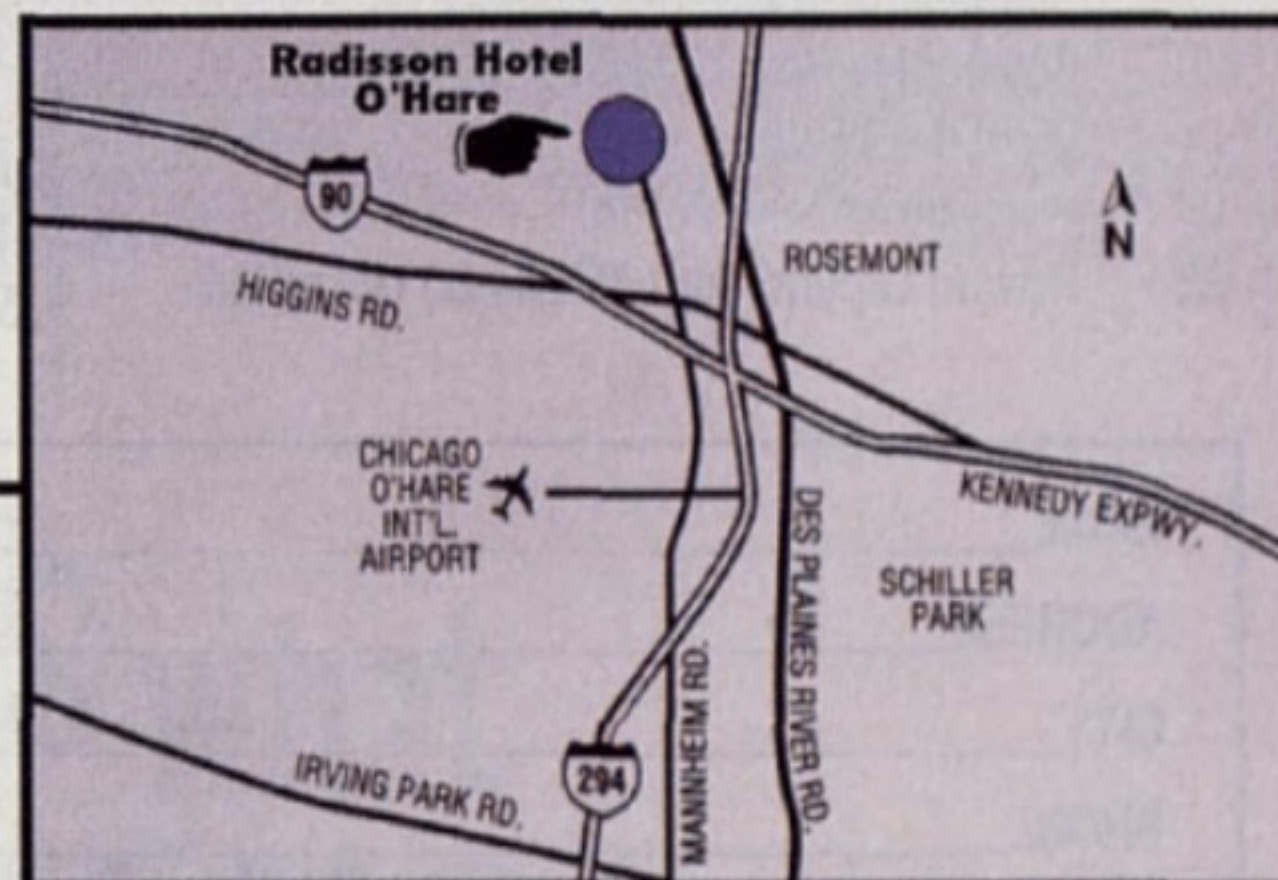 Radisson Hotel
O'Hare
90
N
ROSEMONT
HIGGINS RD.
CHICAGO
O'HARE
INT'L.
AIRPORT
KENNEDY EXPWY.
DES PLAINES RIVER RD.
SCHILLER
PARK
MANNHEIM RD.
294
IRVING PARK RD.